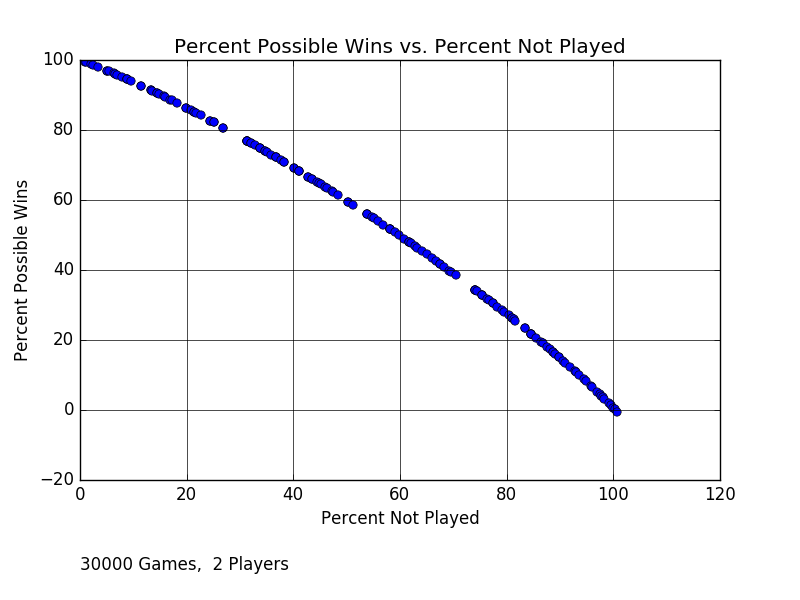 Percent Possible Wins vs. Percent Not Played
100
80
60
40
20
0
−20
Percent Possible Wins
0 20 40 60 80 100 120
Percent Not Played
30000 Games,  2 Players